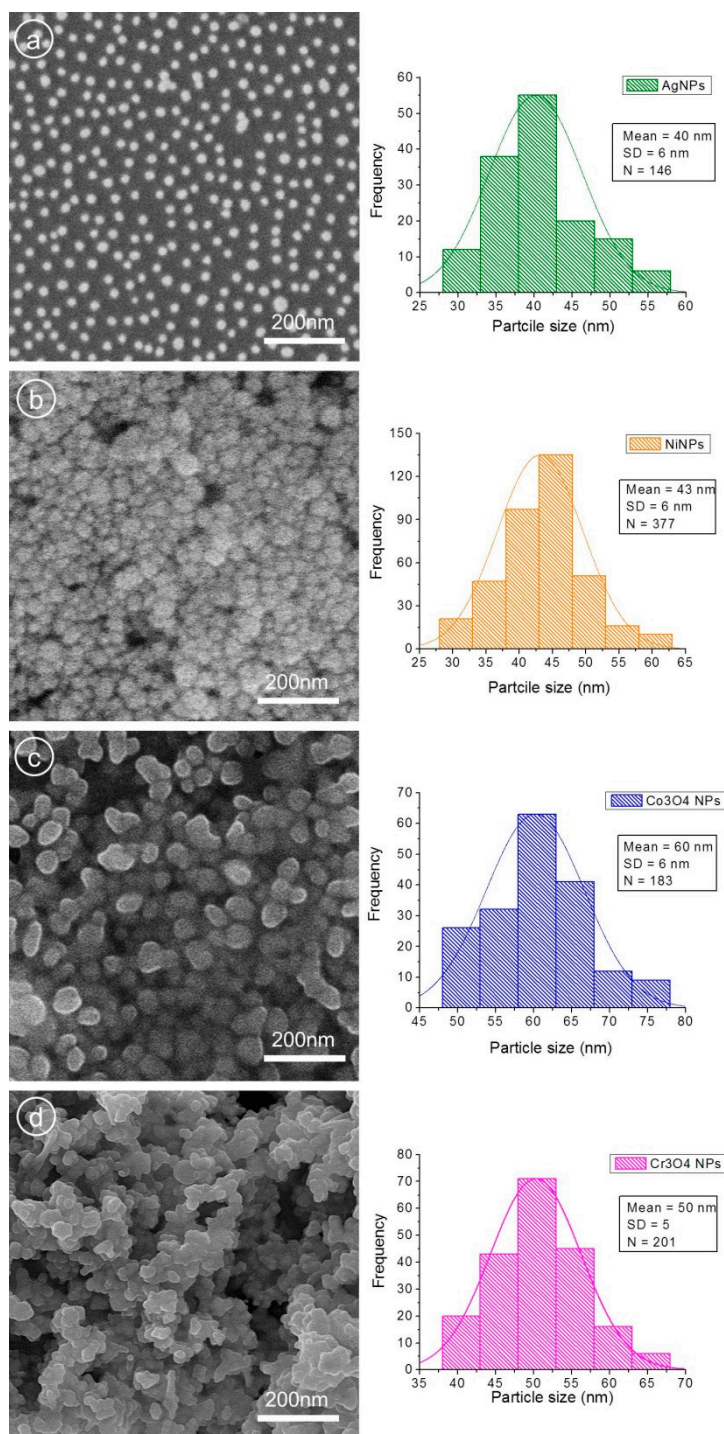 a
200nm
AgNPs
Mean = 40 nm
SD = 6 nm
N = 146
Frequency
60
50
40
30
20
10
0
25 30 35 40 45 50 55 60
Partcile size (nm)
b
200nm
NiNPs
Mean = 43 nm
SD = 6 nm
N = 377
Frequency
150
120
90
60
30
0
25 30 35 40 45 50 55 60 65
Partcile size (nm)
c
200nm
Co3O4 NPs
Mean = 60 nm
SD = 6 nm
N = 183
Frequency
70
60
50
40
30
20
10
0
45 50 55 60 65 70 75 80
Particle size (nm)
d
200nm
Cr3O4 NPs
Mean = 50 nm
SD = 5
N = 201
Frequency
80
70
60
50
40
30
20
10
0
35 40 45 50 55 60 65 70
Particle size (nm)